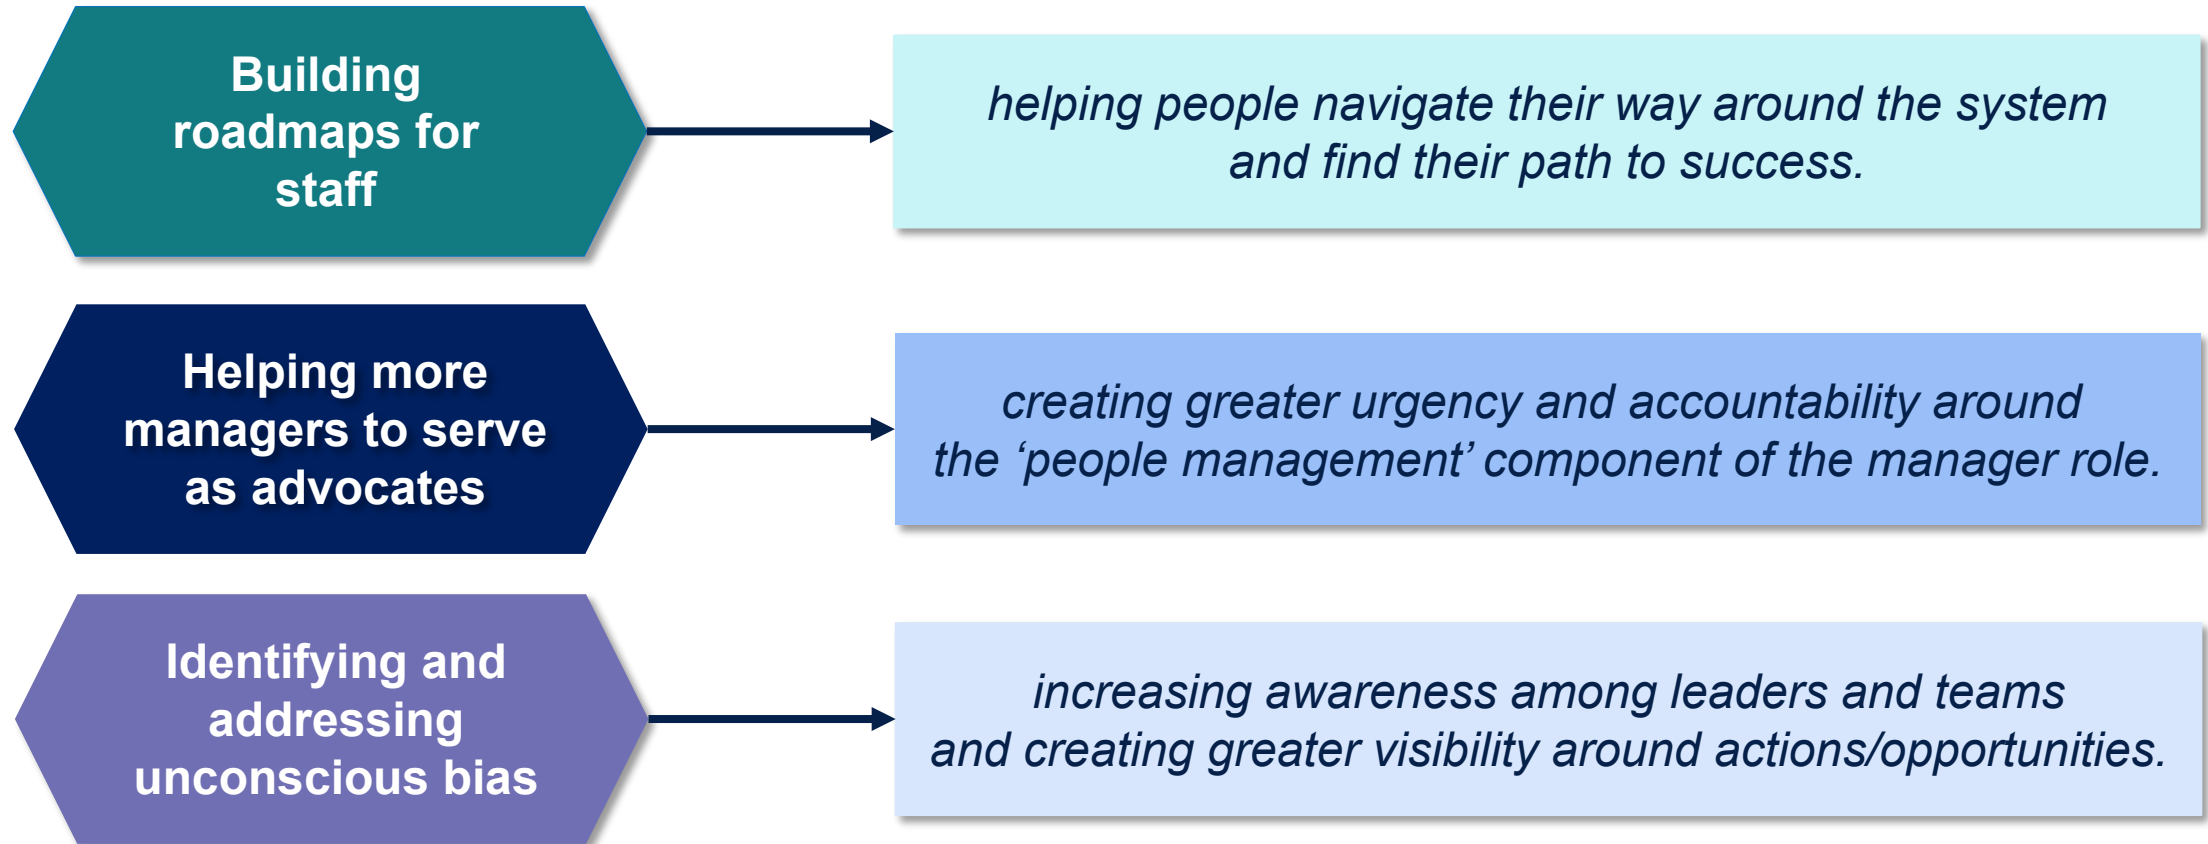 Building
roadmaps for
staff
helping people navigate their way around the system
and find their path to success.
Helping more
managers to serve
as advocates
creating greater urgency and accountability around
the ‘people management’ component of the manager role.
Identifying and
addressing
unconscious bias
increasing awareness among leaders and teams
and creating greater visibility around actions/opportunities.